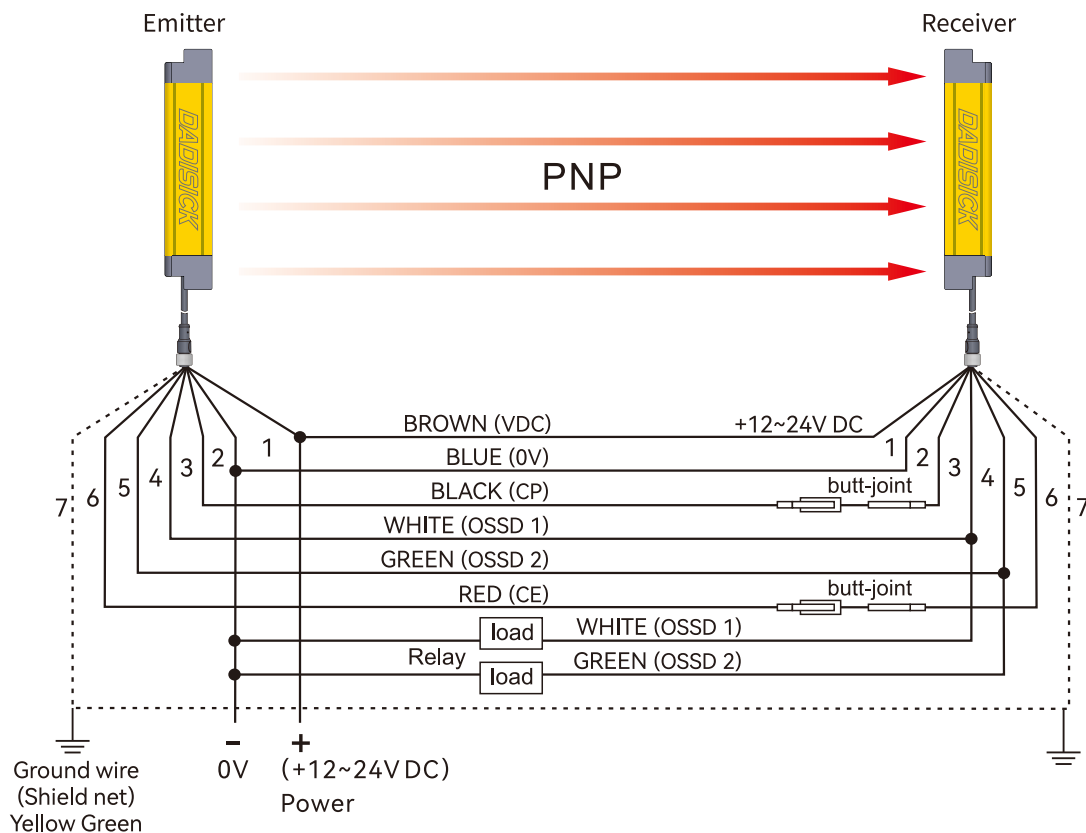 Emitter
Receiver
DADISICK
DADISICK
PNP
BROWN (VDC)
+12~24V DC
1
1
BLUE (0V)
2
2
BLACK (CP)
butt-joint
3
3
WHITE (OSSD 1)
4
4
GREEN (OSSD 2)
5
5
RED (CE)
butt-joint
6
6
7
7
load
WHITE (OSSD 1)
Relay
load
GREEN (OSSD 2)
-
+
0V
(+12~24V DC)
Power
Ground wire
(Shield net)
Yellow Green